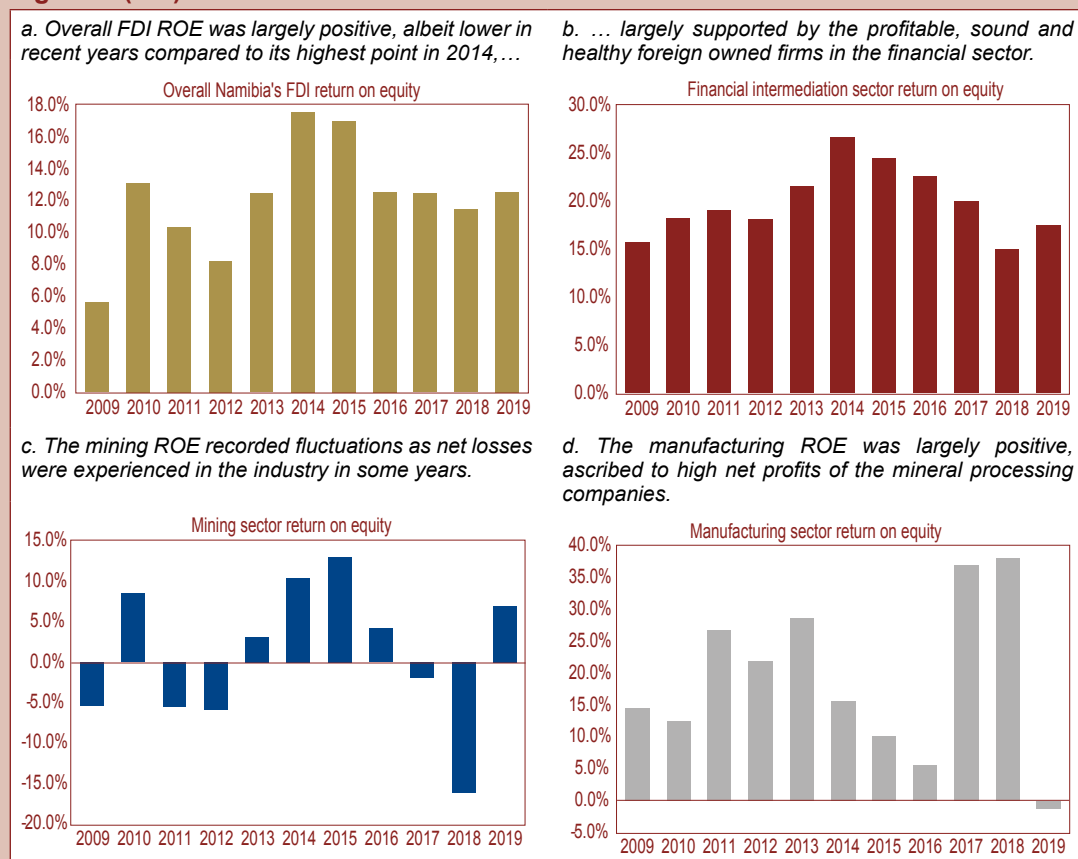 a. Overall FDI ROE was largely positive, albeit lower in
recent years compared to its highest point in 2014,…
Overall Namibia's FDI return on equity
18.0%
16.0%
14.0%
12.0%
10.0%
8.0%
6.0%
4.0%
2.0%
0.0%
2009 2010 2011 2012 2013 2014 2015 2016 2017 2018 2019
b. … largely supported by the profitable, sound and
healthy foreign owned firms in the financial sector.
Financial intermediation sector return on equity
30.0%
25.0%
20.0%
15.0%
10.0%
5.0%
0.0%
2009 2010 2011 2012 2013 2014 2015 2016 2017 2018 2019
c. The mining ROE recorded fluctuations as net losses
were experienced in the industry in some years.
Mining sector return on equity
15.0%
10.0%
5.0%
0.0%
-5.0%
-10.0%
-15.0%
-20.0%
2009 2010 2011 2012 2013 2014 2015 2016 2017 2018 2019
d. The manufacturing ROE was largely positive,
ascribed to high net profits of the mineral processing
companies.
Manufacturing sector return on equity
40.0%
35.0%
30.0%
25.0%
20.0%
15.0%
10.0%
5.0%
0.0%
-5.0%
2009 2010 2011 2012 2013 2014 2015 2016 2017 2018 2019